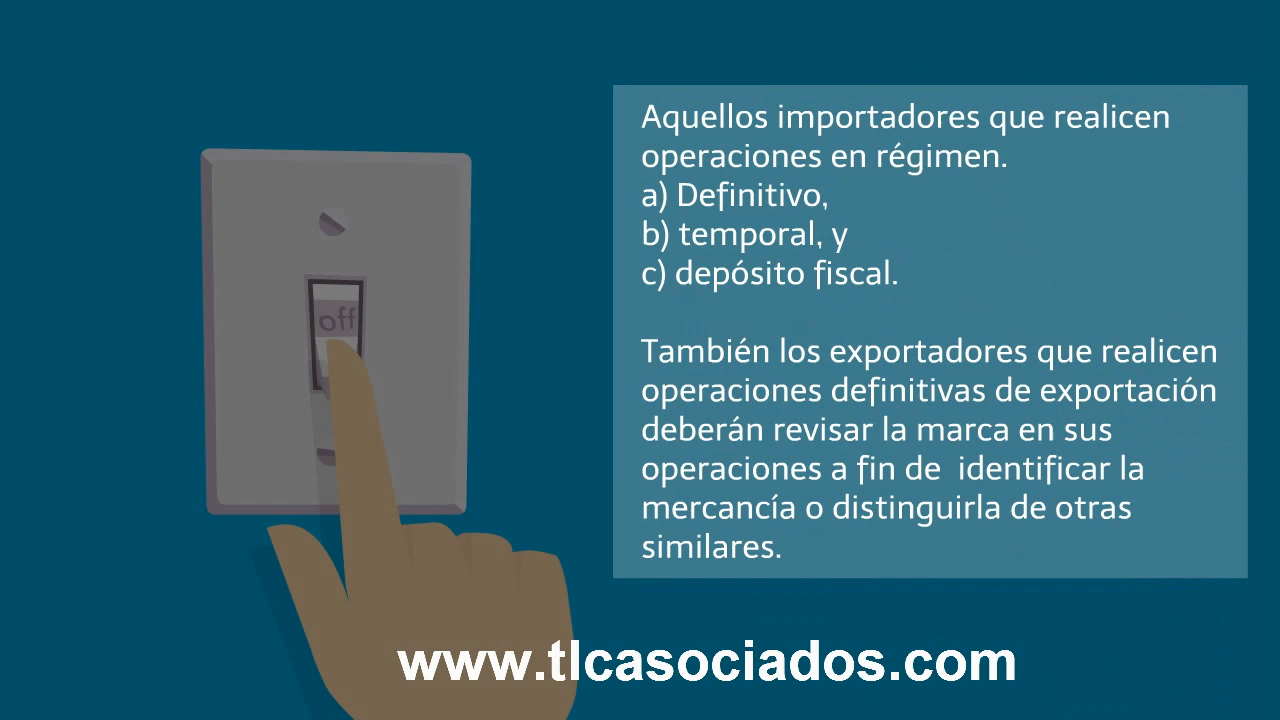 off
Aquellos importadores que realicen
operaciones en régimen.
a) Definitivo,
b) temporal, y
c) depósito fiscal.
También los exportadores que realicen
operaciones definitivas de exportación
deberán revisar la marca en sus
operaciones a fin de  identificar la
mercancía o distinguirla de otras
similares.
www.tlcasociados.com